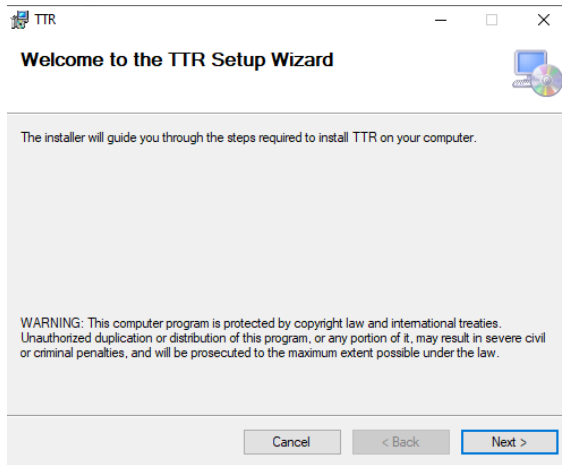 TTR
Welcome to the TTR Setup Wizard
The installer will guide you through the steps required to install TTR on your computer.
WARNING: This computer program is protected by copyright law and international treaties.
Unauthorized duplication or distribution of this program, or any portion of it, may result in severe civil
or criminal penalties, and will be prosecuted to the maximum extent possible under the law.
Cancel
< Back
Next >